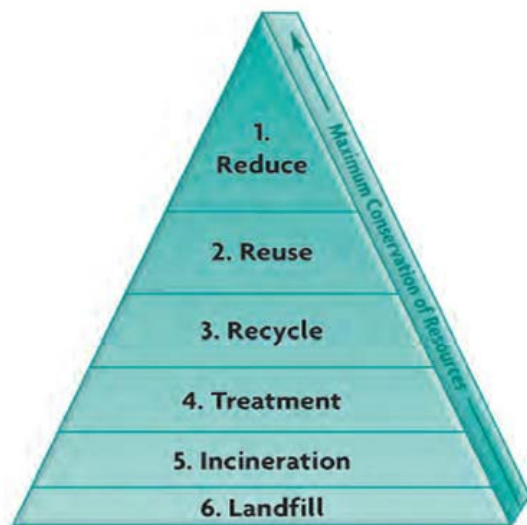 1.
Reduce
2. Reuse
3. Recycle
4. Treatment
5. Incineration
6. Landfill
Maximum Conservation of Resources